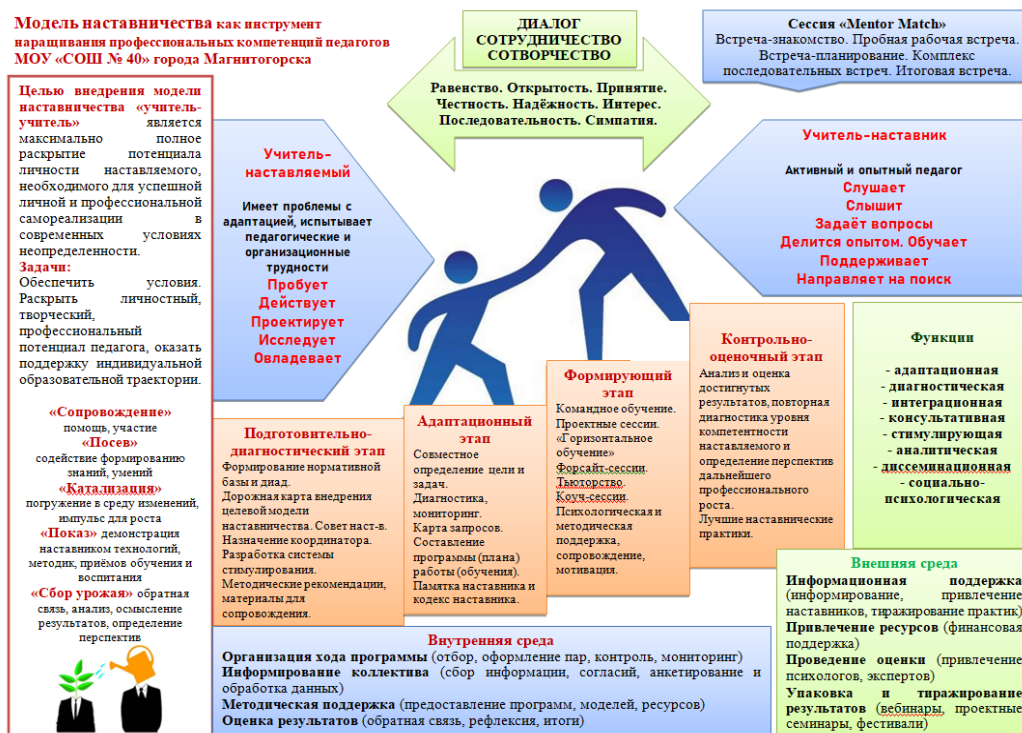 Модель наставничества как инструмент
наращивания профессиональных компетенций педагогов
МОУ «СОШ № 40» города Магнитогорска
ДИАЛОГ
СОТРУДНИЧЕСТВО
СОТВОРЧЕСТВО
Равенство. Открытость. Принятие.
Честность. Надёжность. Интерес.
Последовательность. Симпатия.
Сессия «Mentor Match»
Встреча-знакомство. Пробная рабочая встреча.
Встреча-планирование. Комплекс
последовательных встреч. Итоговая встреча.
Целью внедрения модели
наставничества «учитель-
учитель» является
максимально полное
раскрытие потенциала
личности наставляемого,
необходимого для успешной
личной и профессиональной
самореализации в
современных условиях
неопределенности.
Задачи:
Обеспечить условия.
Раскрыть личностный,
творческий,
профессиональный
потенциал педагога, оказать
поддержку индивидуальной
образовательной траектории.
«Сопровождение»
помощь, участие
«Посев»
содействие формированию
знаний, умений
«Катализация»
погружение в среду изменений,
импульс для роста
«Показ» демонстрация
наставником технологий,
методик, приёмов обучения и
воспитания
«Сбор урожая» обратная
связь, анализ, осмысление
результатов, определение
перспектив
Учитель-
наставляемый
Имеет проблемы с
адаптацией, испытывает
педагогические и
организационные
трудности
Пробует
Действует
Проектирует
Исследует
Овладевает
Учитель-наставник
Активный и опытный педагог
Слушает
Слышит
Задаёт вопросы
Делится опытом. Обучает
Поддерживает
Направляет на поиск
Подготовительно-
диагностический этап
Формирование нормативной
базы и диад.
Дорожная карта внедрения
целевой модели
наставничества. Совет наст-в.
Назначение координатора.
Разработка системы
стимулирования.
Методические рекомендации,
материалы для
сопровождения.
Адаптационный
этап
Совместное
определение цели и
задач.
Диагностика,
мониторинг.
Карта запросов.
Составление
программы (плана)
работы (обучения).
Памятка наставника и
кодекс наставника.
Формирующий
этап
Командное обучение.
Проектные сессии.
«Горизонтальное
обучение»
Форсайт-сессии.
Тьюторство.
Коуч-сессии.
Психологическая и
методическая
поддержка,
сопровождение,
мотивация.
Контрольно-
оценочный этап
Анализ и оценка
достигнутых
результатов, повторная
диагностика уровня
компетентности
наставляемого и
определение перспектив
дальнейшего
профессионального
роста.
Лучшие наставнические
практики.
Функции
- адаптационная
- диагностическая
- интеграционная
- консультативная
- стимулирующая
- аналитическая
- диссеминационная
- социально-
психологическая
Внутренняя среда
Организация хода программы (отбор, оформление пар, контроль, мониторинг)
Информирование коллектива (сбор информации, согласий, анкетирование и
обработка данных)
Методическая поддержка (предоставление программ, моделей, ресурсов)
Оценка результатов (обратная связь, рефлексия, итоги)
Внешняя среда
Информационная поддержка
(информирование, привлечение
наставников, тиражирование практик)
Привлечение ресурсов (финансовая
поддержка)
Проведение оценки (привлечение
психологов, экспертов)
Упаковка и тиражирование
результатов (вебинары, проектные
семинары, фестивали)